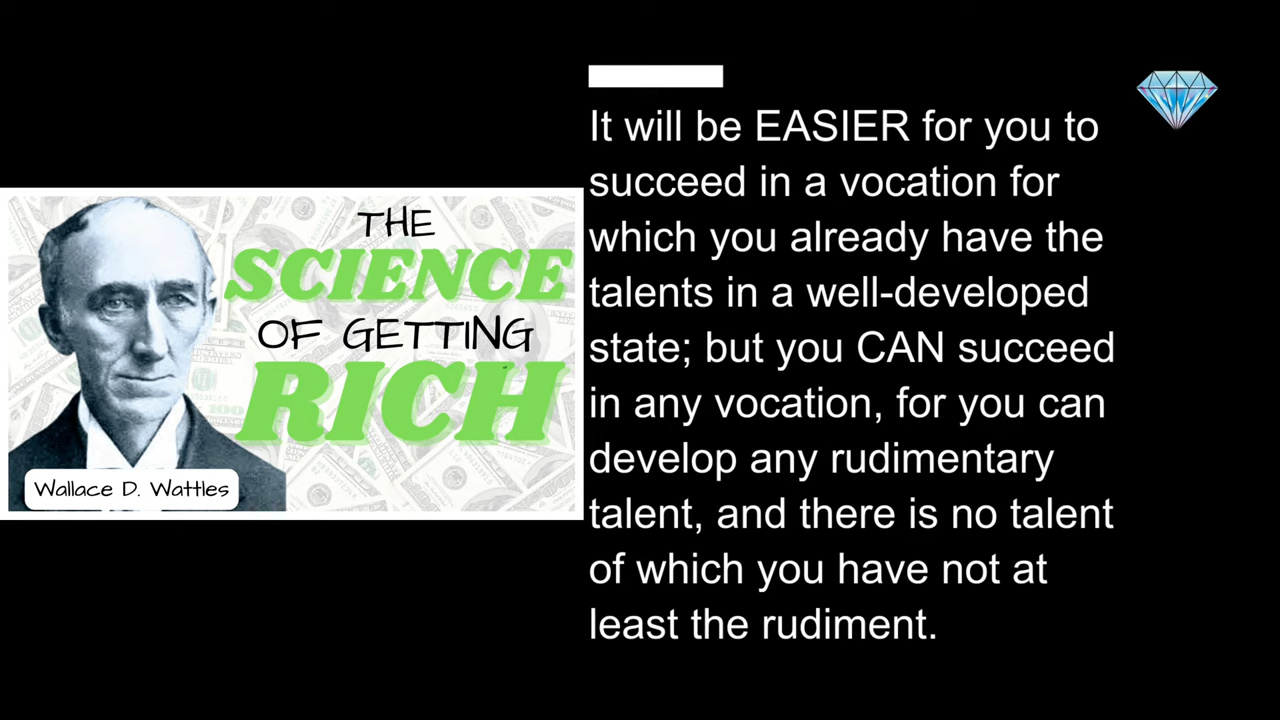 THE
SCIENCE
OF GETTING
RICH
Wallace D. Wattles
It will be EASIER for you to
succeed in a vocation for
which you already have the
talents in a well-developed
state; but you CAN succeed
in any vocation, for you can
develop any rudimentary
talent, and there is no talent
of which you have not at
least the rudiment.